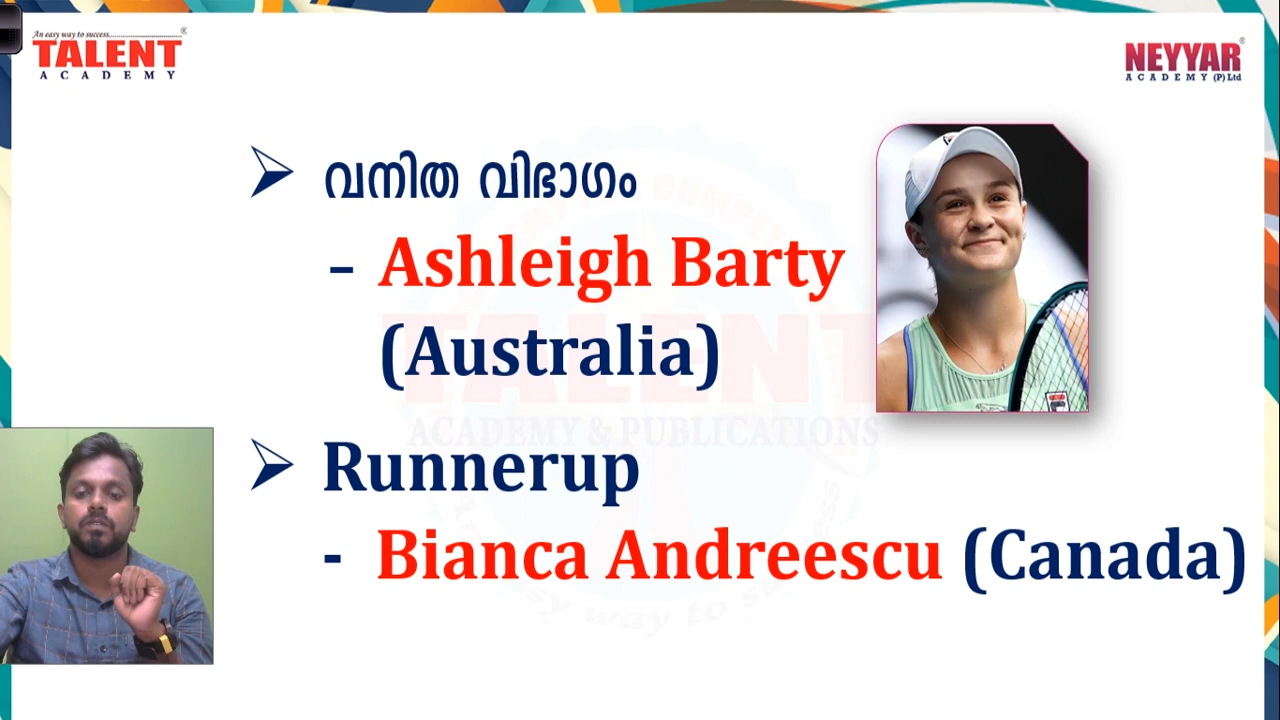 An easy way to success
TALENT
ACADEMY
NEYYAR
ACADEMY (P) Ltd
വനിത വിഭാഗം
– Ashleigh Barty
(Australia)
TALENT
ACADEMY & PUBLICATIONS
Runnerup
- Bianca Andreescu (Canada)